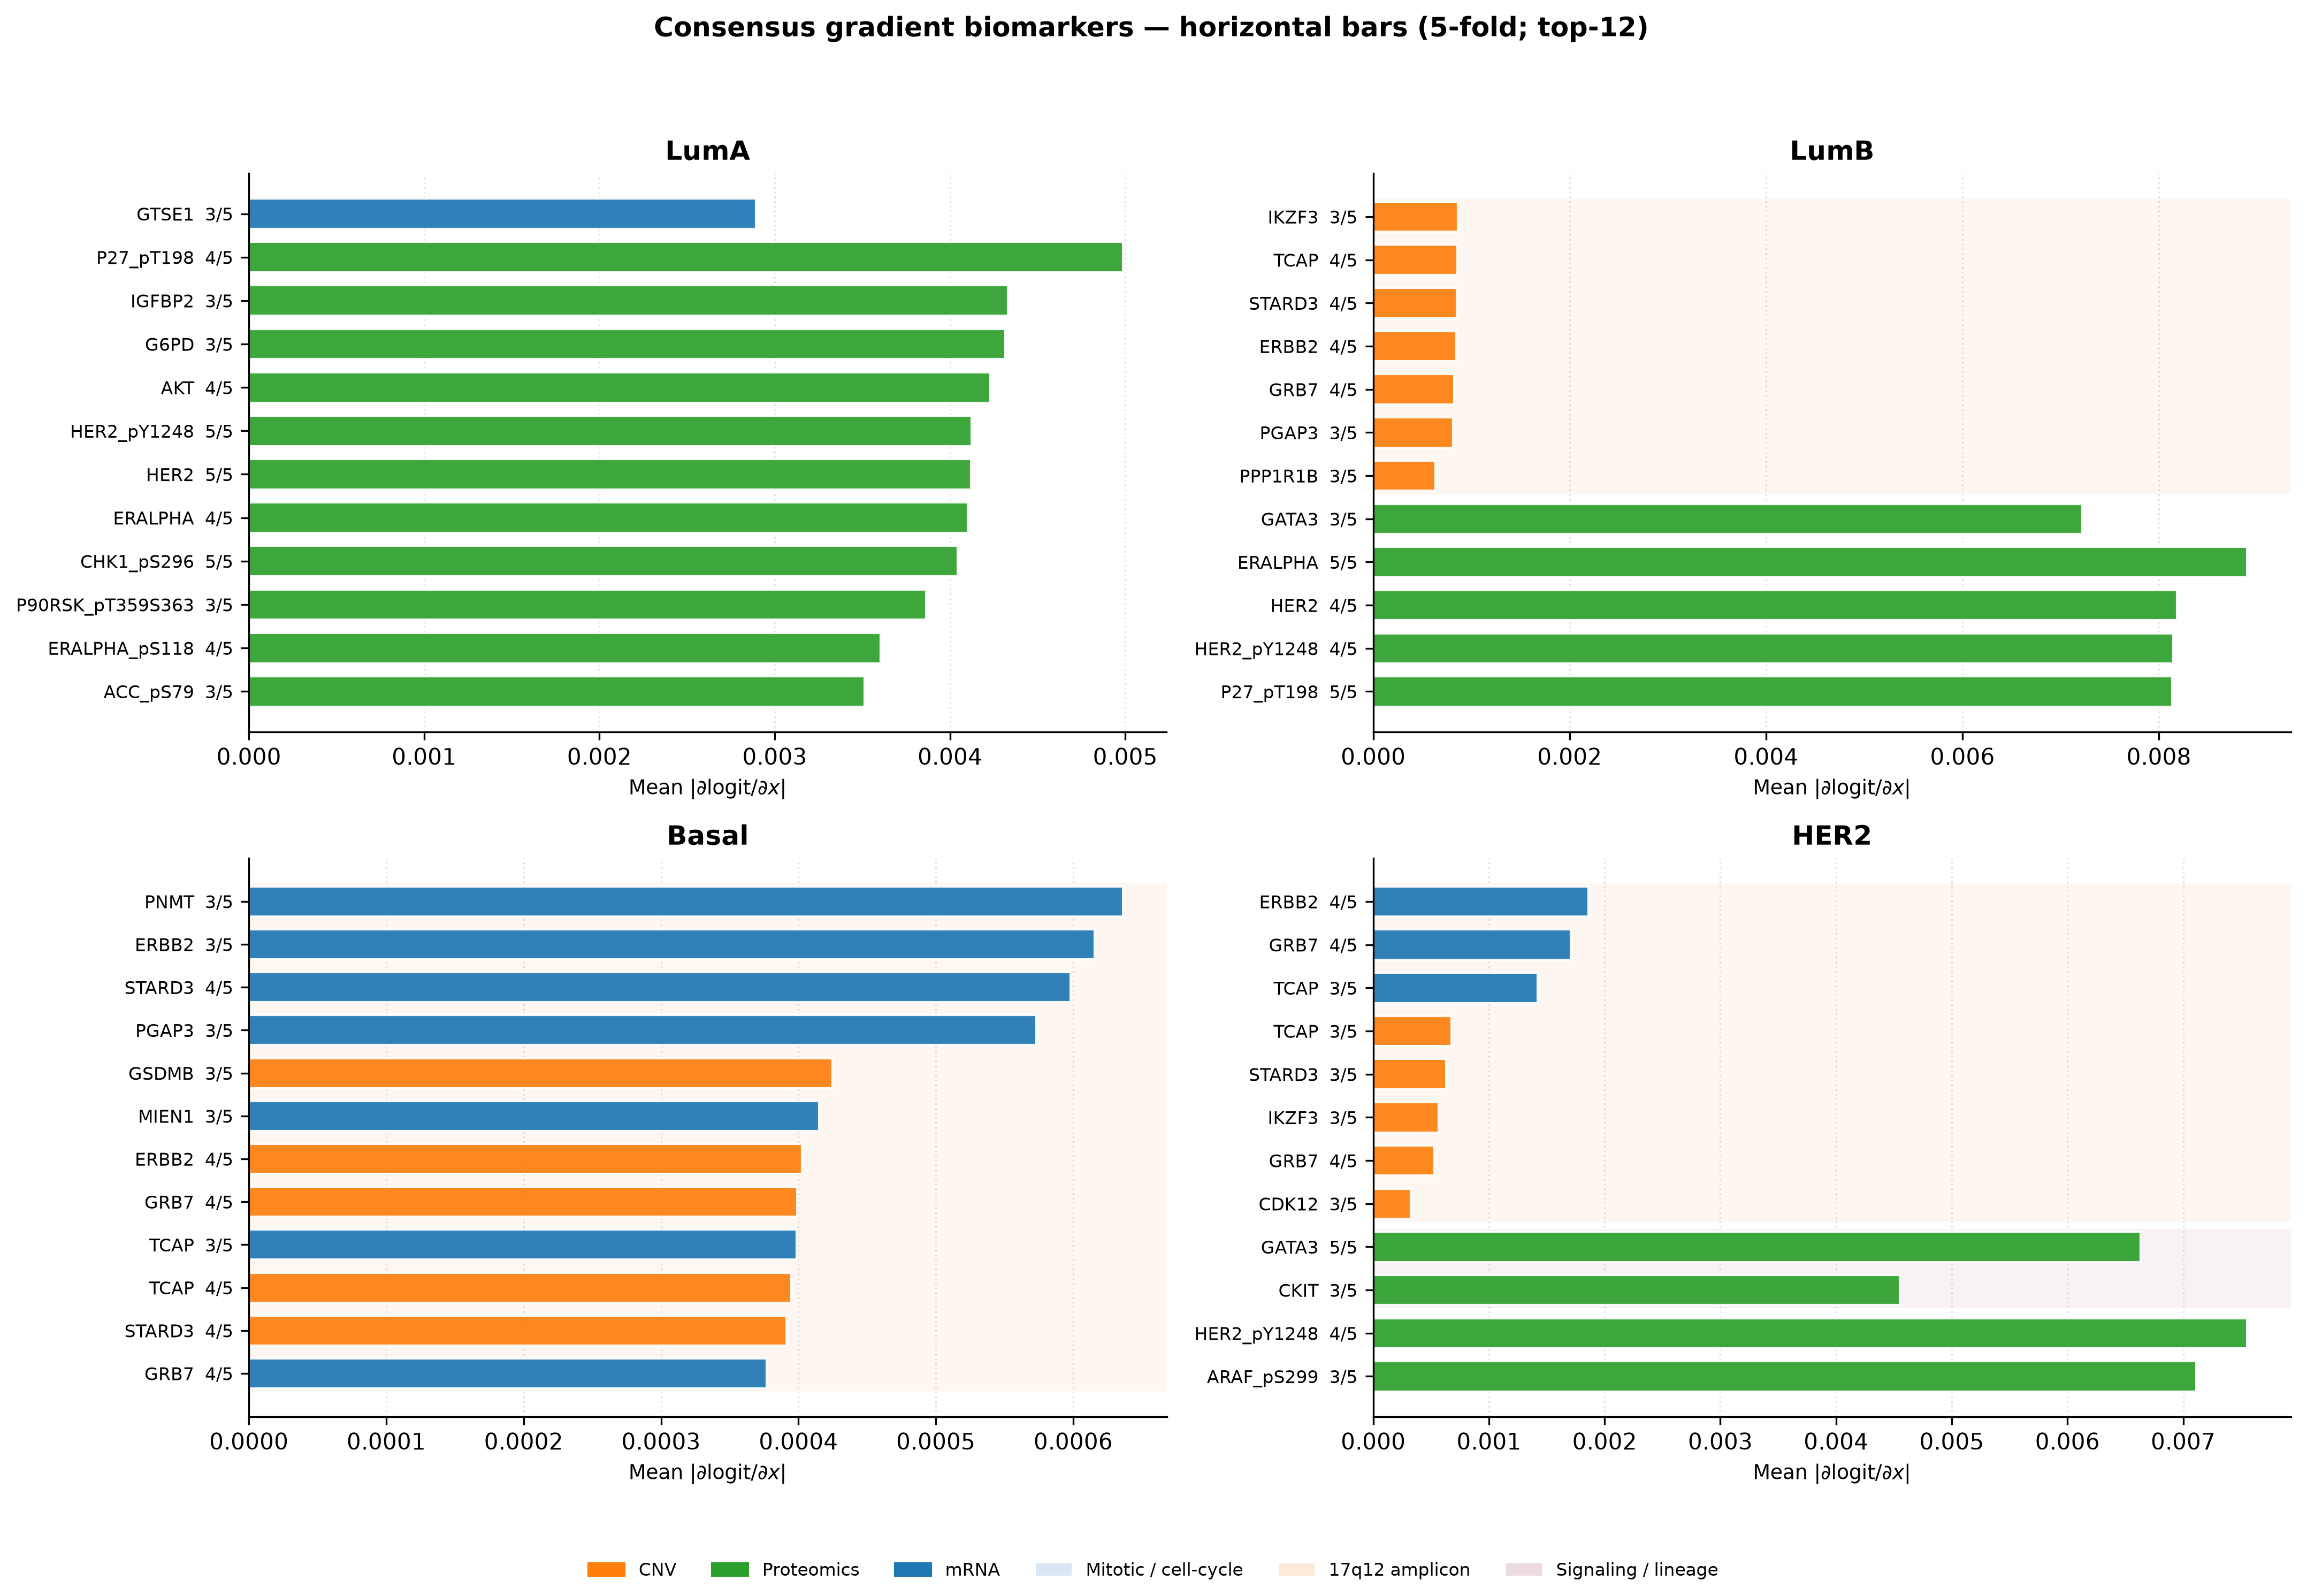 Consensus gradient biomarkers — horizontal bars (5-fold; top-12)
LumA
GTSE1 3/5
P27_pT198 4/5
IGFBP2 3/5
G6PD 3/5
AKT 4/5
HER2_pY1248 5/5
HER2 5/5
ERALPHA 4/5
CHK1_pS296 5/5
P90RSK_pT359S363 3/5
ERALPHA_pS118 4/5
ACC_pS79 3/5
0.000 0.001 0.002 0.003 0.004 0.005
Mean |∂logit/∂x|
LumB
IKZF3 3/5
TCAP 4/5
STARD3 4/5
ERBB2 4/5
GRB7 4/5
PGAP3 3/5
PPP1R1B 3/5
GATA3 3/5
ERALPHA 5/5
HER2 4/5
HER2_pY1248 4/5
P27_pT198 5/5
0.000 0.002 0.004 0.006 0.008
Mean |∂logit/∂x|
Basal
PNMT 3/5
ERBB2 3/5
STARD3 4/5
PGAP3 3/5
GSDMB 3/5
MIEN1 3/5
ERBB2 4/5
GRB7 4/5
TCAP 3/5
TCAP 4/5
STARD3 4/5
GRB7 4/5
0.0000 0.0001 0.0002 0.0003 0.0004 0.0005 0.0006
Mean |∂logit/∂x|
HER2
ERBB2 4/5
GRB7 4/5
TCAP 3/5
TCAP 3/5
STARD3 3/5
IKZF3 3/5
GRB7 4/5
CDK12 3/5
GATA3 5/5
CKIT 3/5
HER2_pY1248 4/5
ARAF_pS299 3/5
0.000 0.001 0.002 0.003 0.004 0.005 0.006 0.007
Mean |∂logit/∂x|
CNV Proteomics mRNA Mitotic / cell-cycle 17q12 amplicon Signaling / lineage